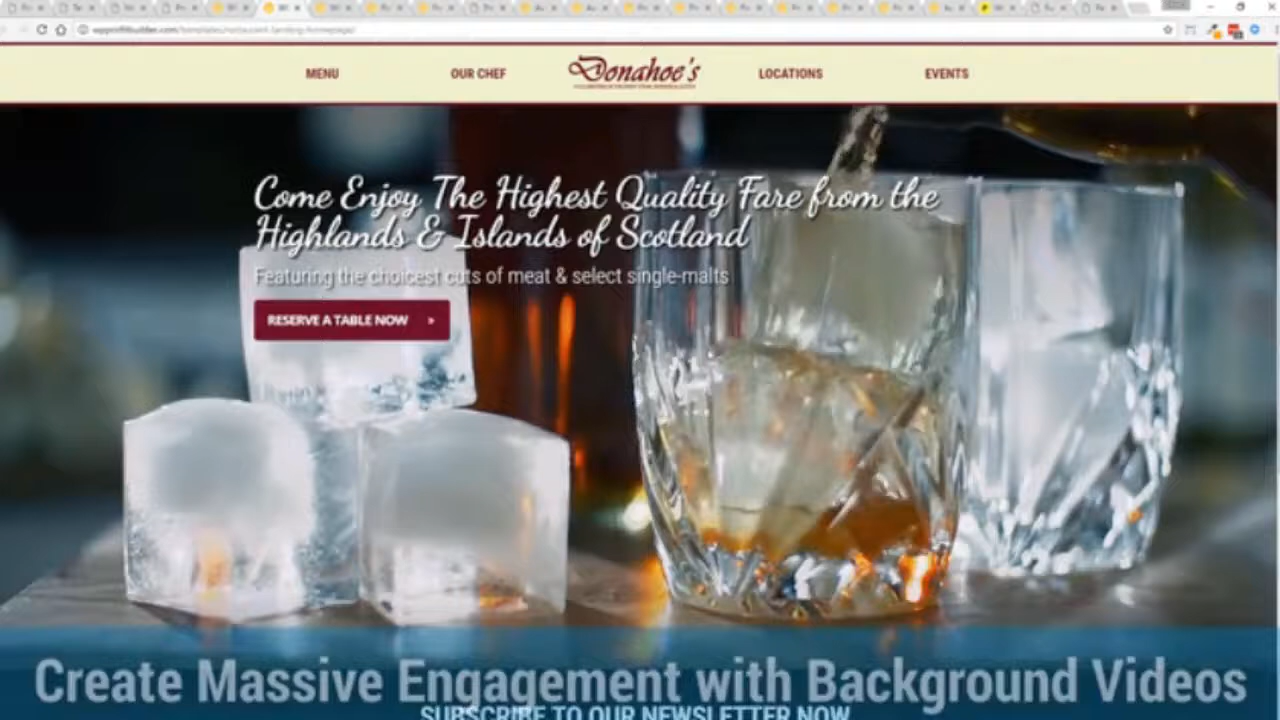 MENU
OUR CHEF
Donahoe's
LOCATIONS
EVENTS
Come Enjoy The Highest Quality Fare from the
Highlands & Islands of Scotland
Featuring the choicest cuts of meat & select single-malts
RESERVE A TABLE NOW
Create Massive Engagement with Background Videos
SUBSCRIBE TO OUR NEWSLETTER NOW